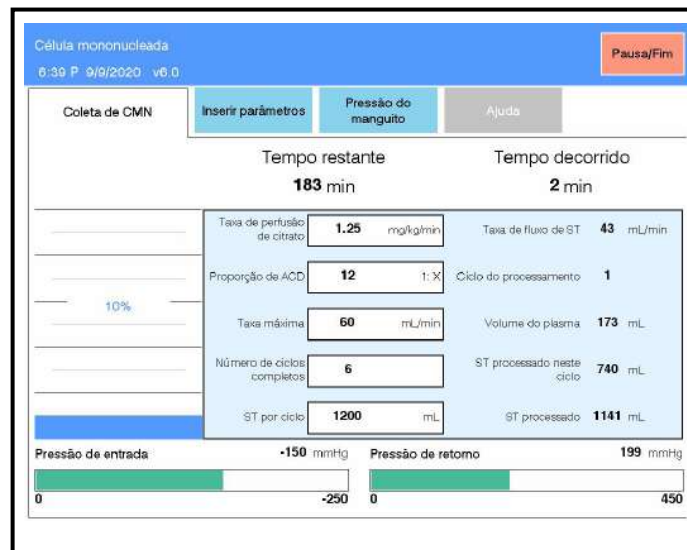 Célula mononucleada
Pausa/Fim
6:39 P 9/9/2020 v6.0
Coleta de CMN
Inserir parâmetros
Pressão do
manguito
Ajuda
Tempo restante
183 min
Tempo decorrido
2 min
10%
Taxa de perfusão
de citrato
1.25 mg/kg/min
Taxa de fluxo de ST 43 mL/min
Proporção de ACD 12 1: X
Ciclo do processamento 1
Taxa máxima 60 mL/min
Volume do plasma 173 mL
Número de ciclos
completos
6
ST processado neste
ciclo
740 mL
ST por ciclo 1200 mL
ST processado 1141 mL
Pressão de entrada -150 mmHg
0 -250
Pressão de retorno 199 mmHg
0 450